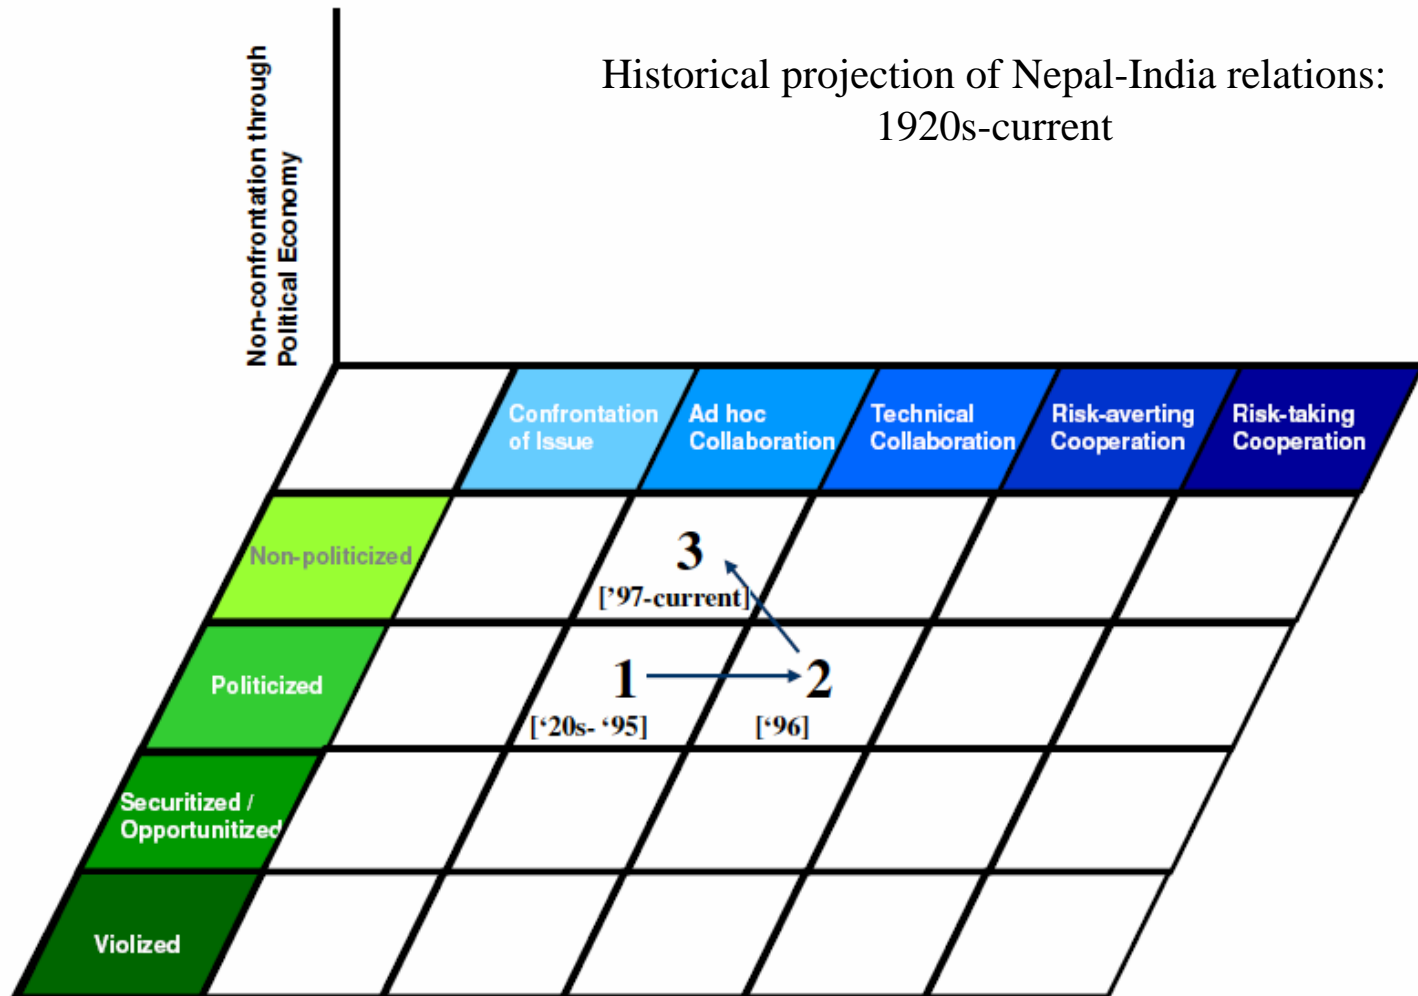 Historical projection of Nepal-India relations:
1920s-current
Non-confrontation through
Political Economy
Confrontation
of Issue
Ad hoc
Collaboration
Technical
Collaboration
Risk-averting
Cooperation
Risk-taking
Cooperation
Non-politicized
3
[’97-current]
Politicized
1
2
[‘20s- ‘95]
[‘96]
Securitized /
Opportunitized
Violized